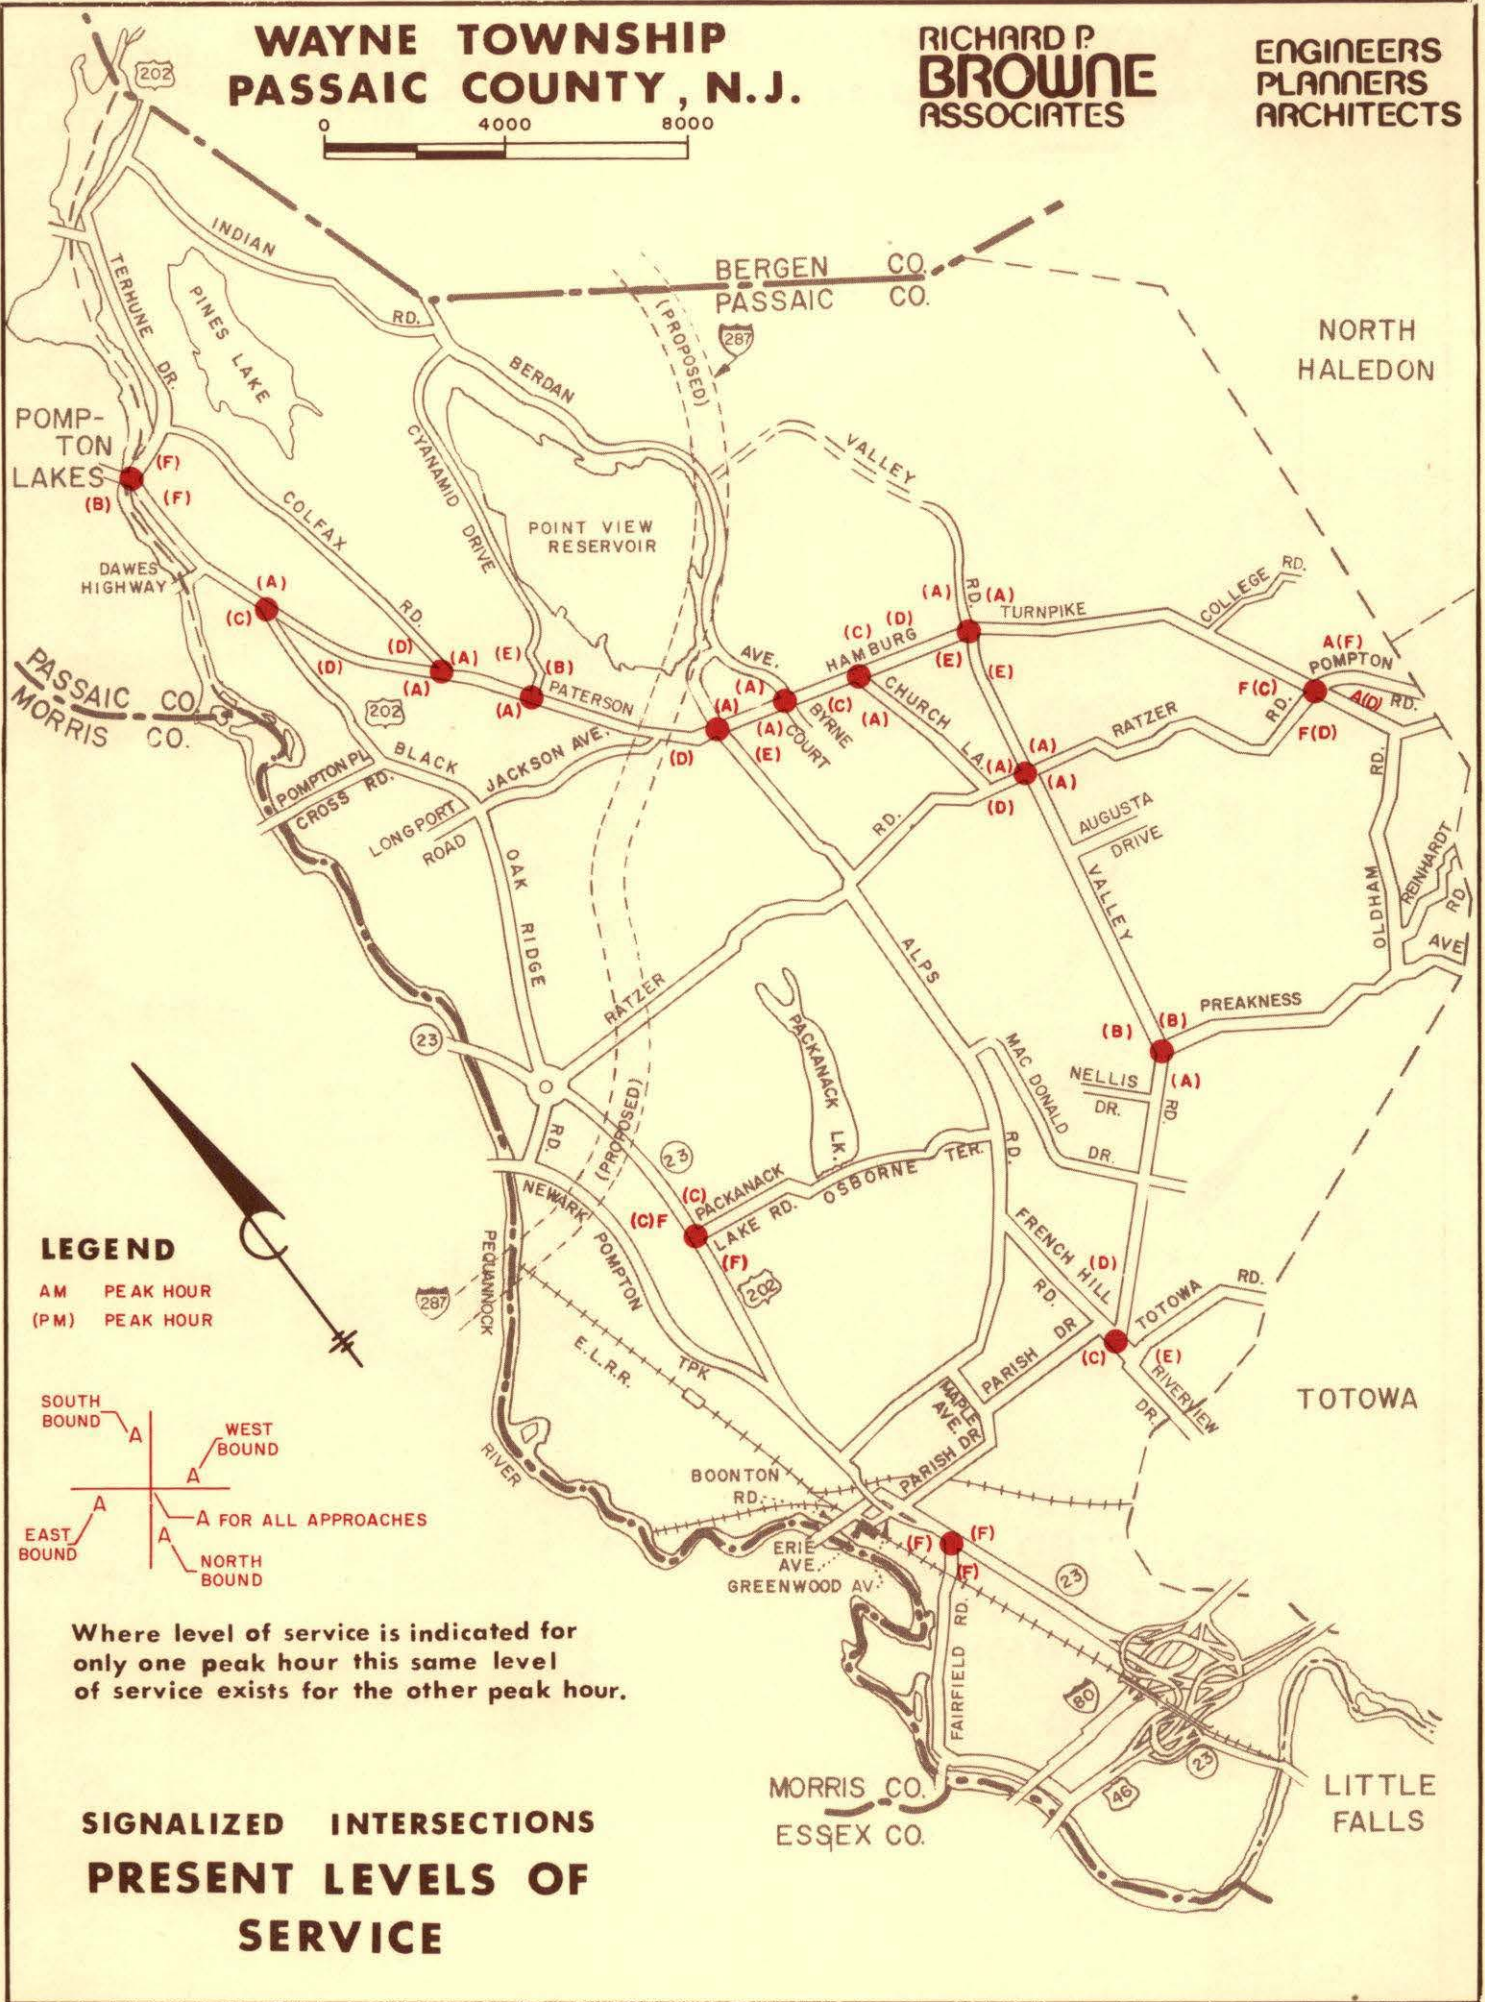 WAYNE TOWNSHIP
PASSAIC COUNTY, N.J.
0 4000 8000
RICHARD P.
BROWNE
ASSOCIATES
ENGINEERS
PLANNERS
ARCHITECTS
202
INDIAN
RD.
TERHUNE
DR.
PINES LAKE
BERGEN CO.
PASSAIC CO.
(PROPOSED)
287
NORTH
HALEDON
BERDAN
AVE.
POMP-
TON
LAKES
(F)
(B)
(F)
COLFAX
RD.
CYANAMID DRIVE
POINT VIEW
RESERVOIR
VALLEY
RD.
DAWES
HIGHWAY
(A)
(C)
(D)
(D)
(A)
(A)
(E)
(B)
(A)
PATERSON
HAMBURG
TURNPIKE
(A)
(A)
(C)
(D)
(E)
(E)
COLLEGE RD.
A(F)
POMPTON
RD.
F(C)
A(D)
F(D)
PASSAIC CO.
MORRIS CO.
202
POMPTON PL.
CROSS RD.
BLACK
OAK
RIDGE
RD.
JACKSON AVE.
LONGPORT
ROAD
(A)
(D)
(E)
(A)
(A)
BYRNE
COURT
(C)
(A)
CHURCH
LA.
(A)
(A)
(A)
(D)
RATZER
RD.
RD.
AUGUSTA
DRIVE
VALLEY
RD.
OLDHAM
RD.
REINHARDT
RD
AVE
PREAKNESS
RATZER
ALPS
RD.
23
PACKANACK
LK.
MAC DONALD
DR.
(B)
(B)
(A)
NELLIS
DR.
(PROPOSED)
23
(C)
(C)F
(F)
PACKANACK
LAKE RD.
OSBORNE TER.
202
NEWARK
POMPTON
TPK
287
PEQUANNOCK
RIVER
E.L.R.R.
FRENCH HILL
RD.
(D)
(C)
(E)
TOTOWA
RD.
RIVERVIEW
DR.
PARISH DR
MAPLE
AVE.
PARISH DR
TOTOWA
BOONTON
RD.
ERIE
AVE.
GREENWOOD AV.
(F)
(F)
(F)
23
FAIRFIELD RD.
80
46
23
LITTLE
FALLS
MORRIS CO.
ESSEX CO.
LEGEND
AM PEAK HOUR
(PM) PEAK HOUR
SOUTH
BOUND
A
WEST
BOUND
A
A
A FOR ALL APPROACHES
EAST
BOUND
A
NORTH
BOUND
Where level of service is indicated for
only one peak hour this same level
of service exists for the other peak hour.
SIGNALIZED INTERSECTIONS
PRESENT LEVELS OF
SERVICE